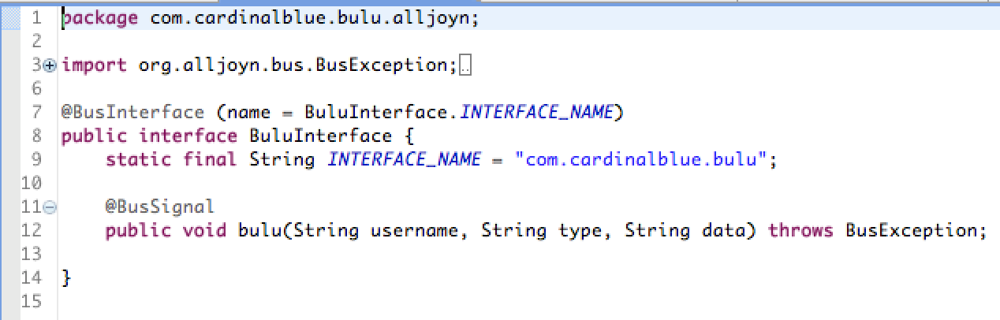 1 package com.cardinalblue.bulu.alljoyn;
2
3 import org.alljoyn.bus.BusException;
6
7 @BusInterface (name = BuluInterface.INTERFACE_NAME)
8 public interface BuluInterface {
9     static final String INTERFACE_NAME = "com.cardinalblue.bulu";
10
11     @BusSignal
12     public void bulu(String username, String type, String data) throws BusException;
13
14 }
15